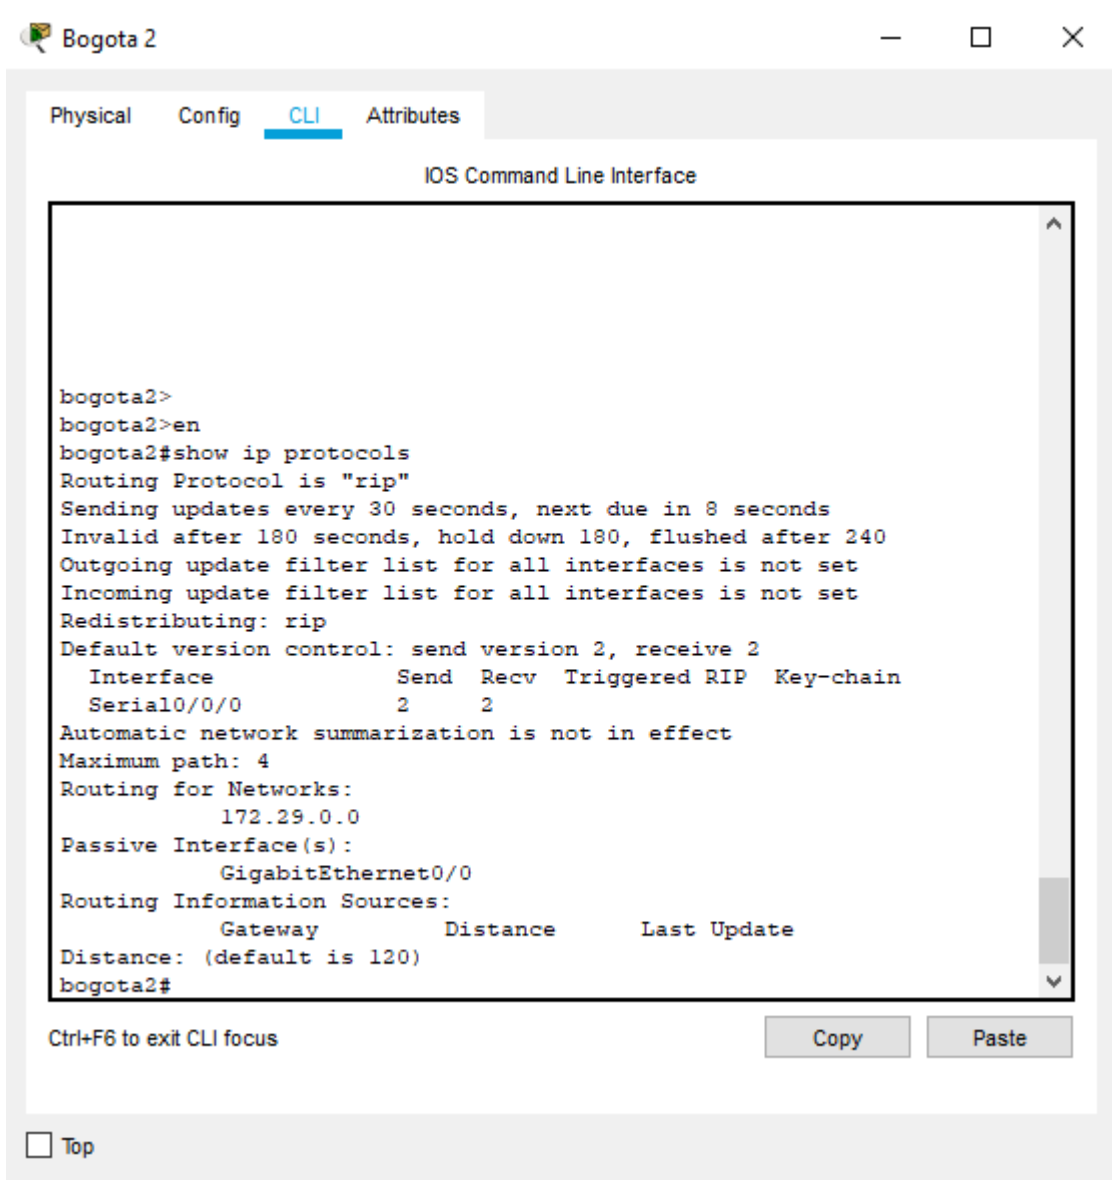 Bogota 2
Physical Config CLI Attributes
IOS Command Line Interface
bogota2>
bogota2>en
bogota2#show ip protocols
Routing Protocol is "rip"
Sending updates every 30 seconds, next due in 8 seconds
Invalid after 180 seconds, hold down 180, flushed after 240
Outgoing update filter list for all interfaces is not set
Incoming update filter list for all interfaces is not set
Redistributing: rip
Default version control: send version 2, receive 2
Interface Send Recv Triggered RIP Key-chain
Serial0/0/0 2 2
Automatic network summarization is not in effect
Maximum path: 4
Routing for Networks:
172.29.0.0
Passive Interface(s):
GigabitEthernet0/0
Routing Information Sources:
Gateway Distance Last Update
Distance: (default is 120)
bogota2#
Ctrl+F6 to exit CLI focus Copy Paste
Top